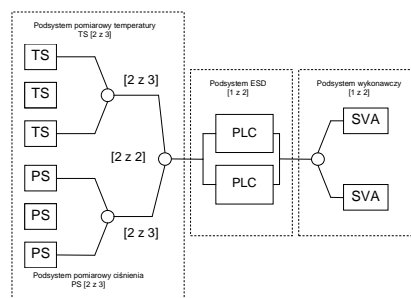 Podsystem pomiarowy temperatury
TS [2 z 3]
TS
TS
TS
[2 z 3]
[2 z 2]
PS
PS
PS
[2 z 3]
Podsystem pomiarowy ciśnienia
PS [2 z 3]
Podsystem ESD
[1 z 2]
PLC
PLC
Podsystem wykonawczy
[1 z 2]
SVA
SVA